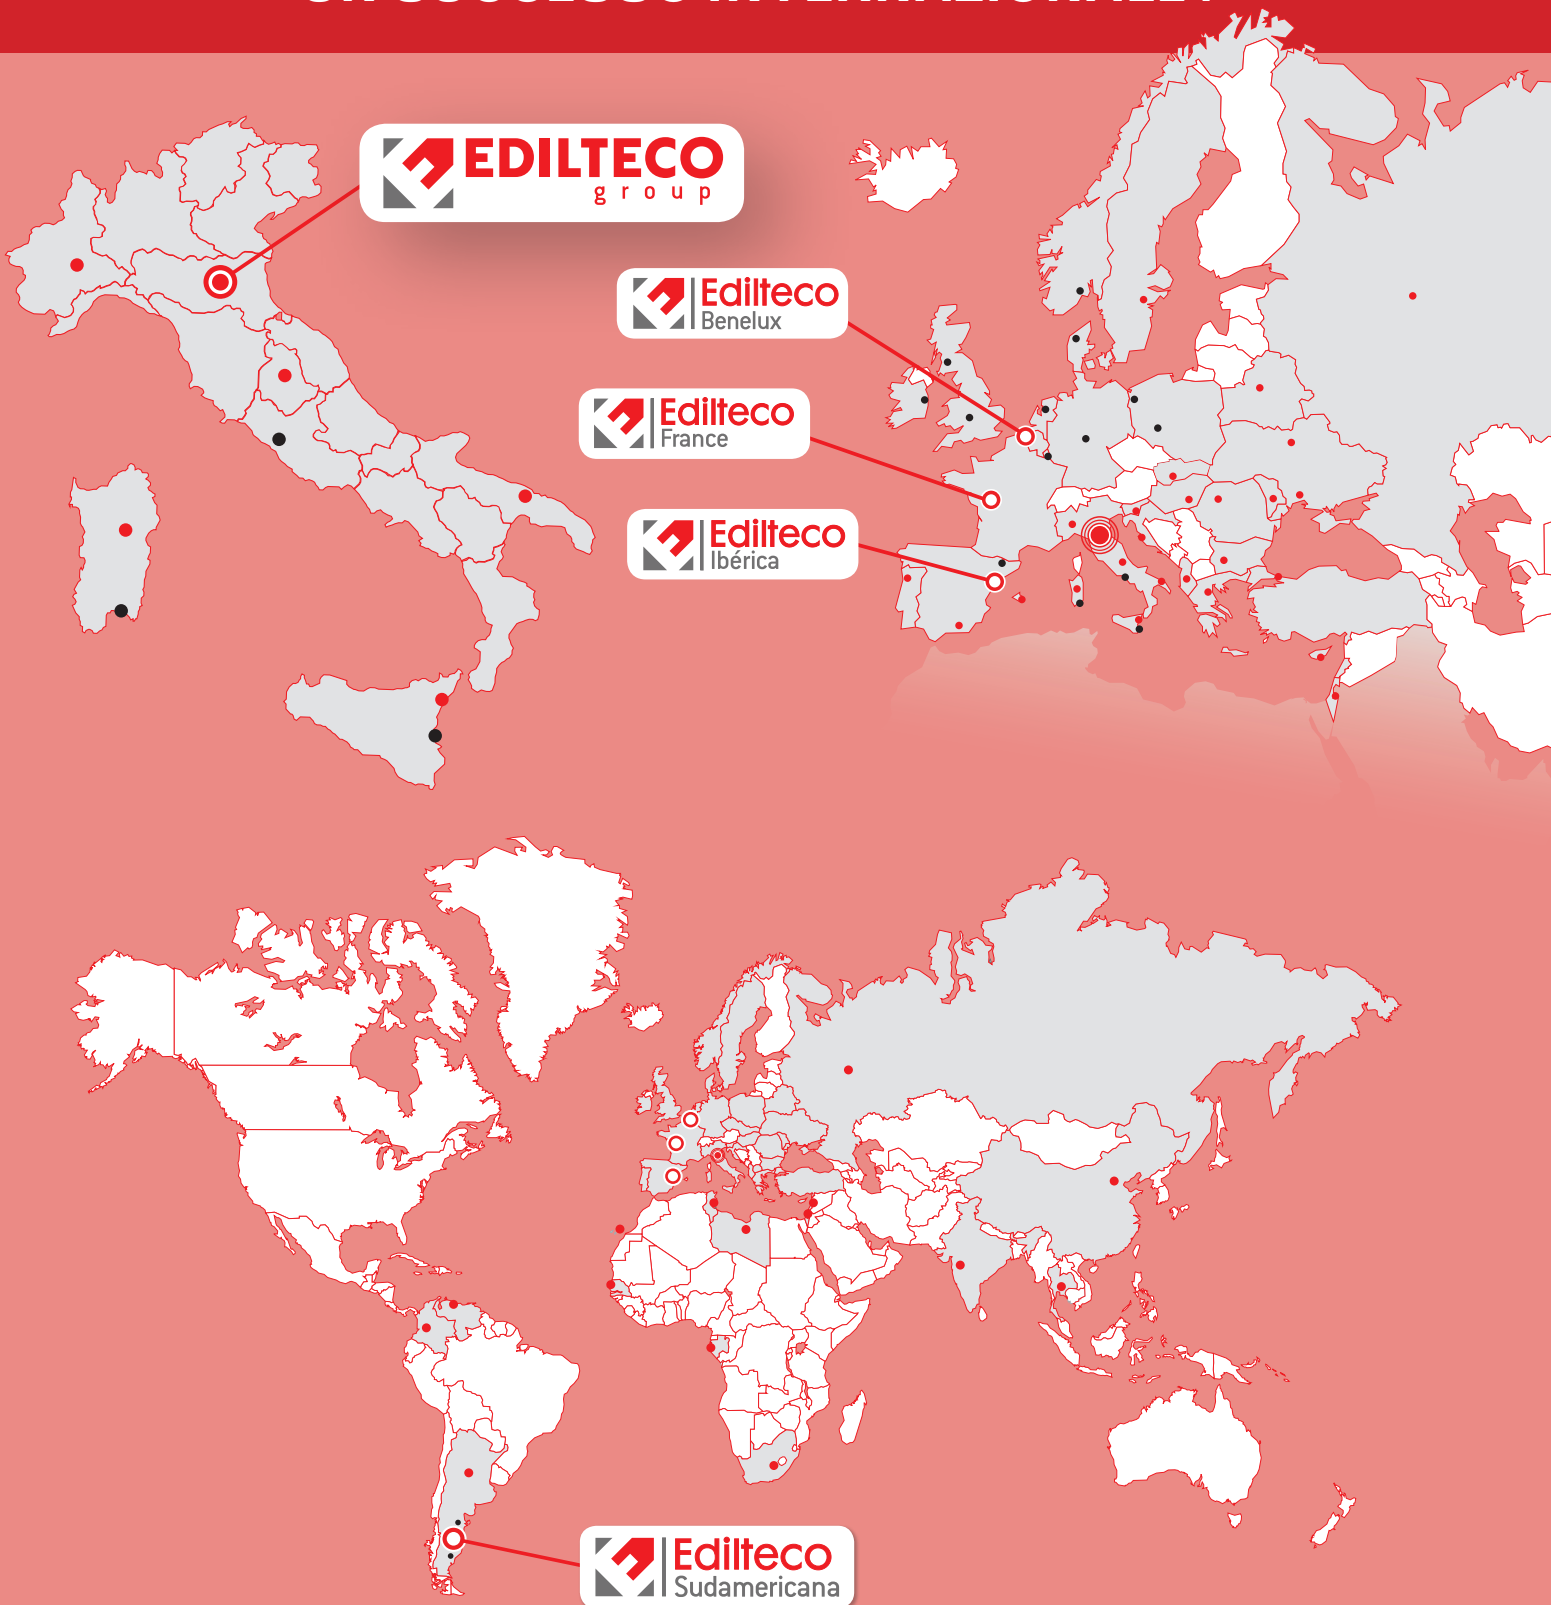 EDILTECO
group
Edilteco
Benelux
Edilteco
France
Edilteco
Ibérica
Edilteco
Sudamericana